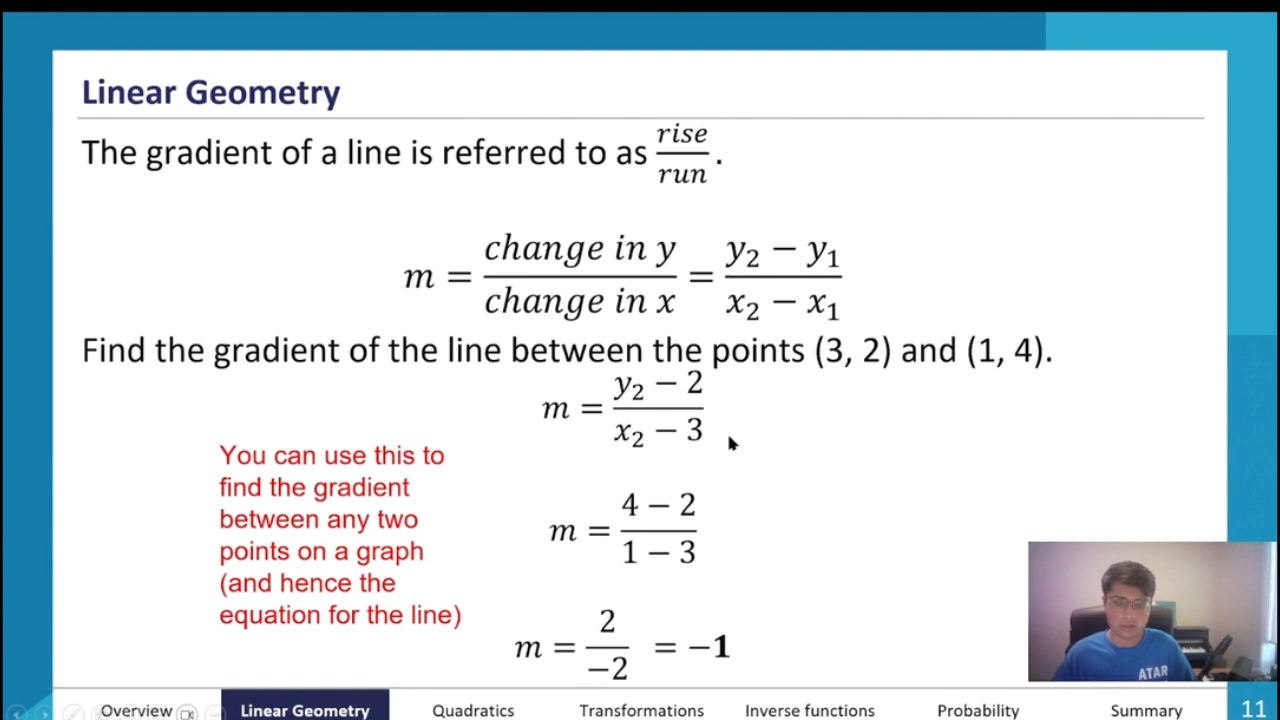 Linear Geometry
The gradient of a line is referred to as rise/run.
m = change in y/change in x = y₂ − y₁/x₂ − x₁
Find the gradient of the line between the points (3, 2) and (1, 4).
m = y₂ − 2/x₂ − 3
You can use this to
find the gradient
between any two
points on a graph
(and hence the
equation for the line)
m = 4 − 2/1 − 3
m = 2/−2 = −1
ATAR
Overview Linear Geometry Quadratics Transformations Inverse functions Probability Summary 11